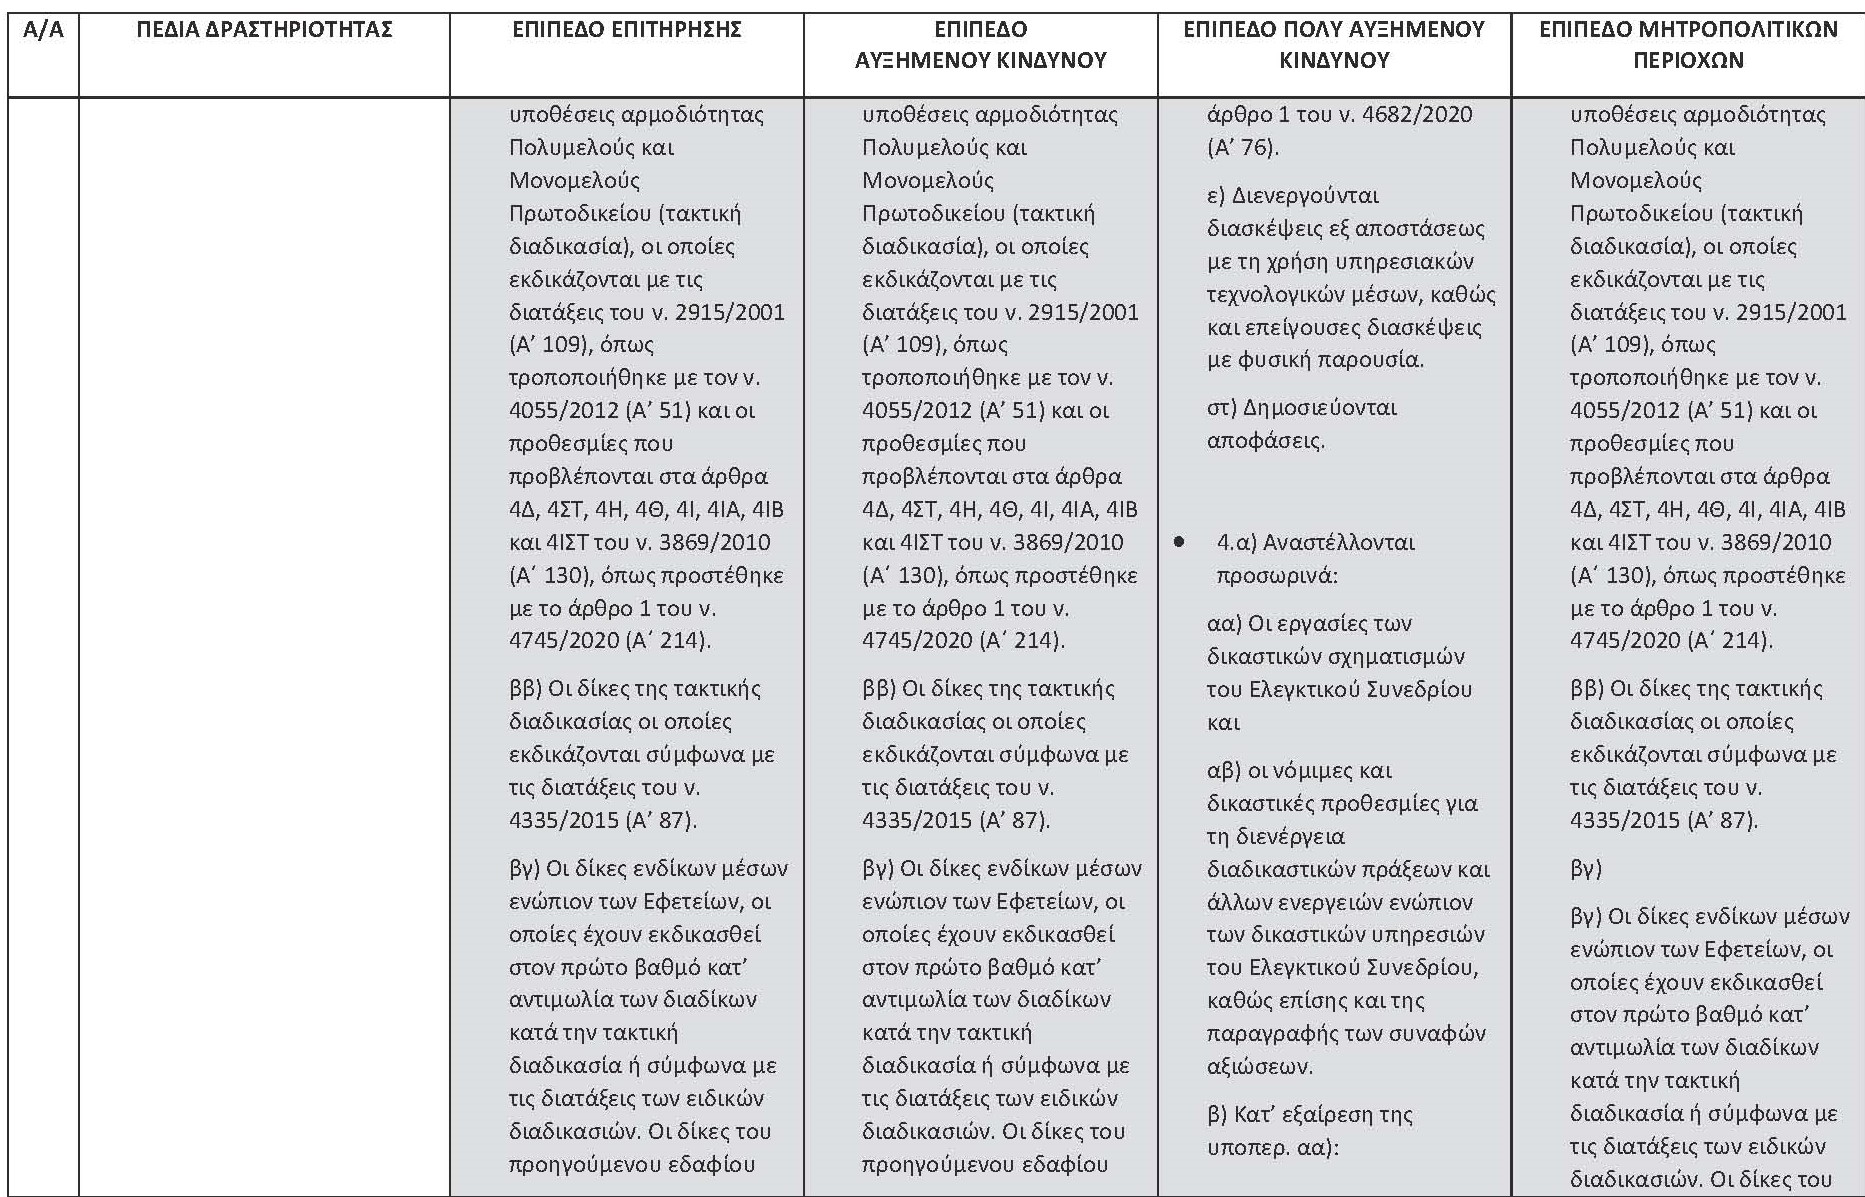 Α/Α
ΠΕΔΙΑ ΔΡΑΣΤΗΡΙΟΤΗΤΑΣ
ΕΠΙΠΕΔΟ ΕΠΙΤΗΡΗΣΗΣ
ΕΠΙΠΕΔΟ
ΑΥΞΗΜΕΝΟΥ ΚΙΝΔΥΝΟΥ
ΕΠΙΠΕΔΟ ΠΟΛΥ ΑΥΞΗΜΕΝΟΥ
ΚΙΝΔΥΝΟΥ
ΕΠΙΠΕΔΟ ΜΗΤΡΟΠΟΛΙΤΙΚΩΝ
ΠΕΡΙΟΧΩΝ
υποθέσεις αρμοδιότητας
Πολυμελούς και
Μονομελούς
Πρωτοδικείου (τακτική
διαδικασία), οι οποίες
εκδικάζονται με τις
διατάξεις του ν. 2915/2001
(Α’ 109), όπως
τροποποιήθηκε με τον ν.
4055/2012 (Α’ 51) και οι
προθεσμίες που
προβλέπονται στα άρθρα
4Δ, 4ΣΤ, 4Η, 4Θ, 4Ι, 4ΙΑ, 4ΙΒ
και 4ΙΣΤ του ν. 3869/2010
(Α΄ 130), όπως προστέθηκε
με το άρθρο 1 του ν.
4745/2020 (Α΄ 214).
ββ) Οι δίκες της τακτικής
διαδικασίας οι οποίες
εκδικάζονται σύμφωνα με
τις διατάξεις του ν.
4335/2015 (Α’ 87).
βγ) Οι δίκες ενδίκων μέσων
ενώπιον των Εφετείων, οι
οποίες έχουν εκδικασθεί
στον πρώτο βαθμό κατ’
αντιμωλία των διαδίκων
κατά την τακτική
διαδικασία ή σύμφωνα με
τις διατάξεις των ειδικών
διαδικασιών. Οι δίκες του
προηγούμενου εδαφίου
υποθέσεις αρμοδιότητας
Πολυμελούς και
Μονομελούς
Πρωτοδικείου (τακτική
διαδικασία), οι οποίες
εκδικάζονται με τις
διατάξεις του ν. 2915/2001
(Α’ 109), όπως
τροποποιήθηκε με τον ν.
4055/2012 (Α’ 51) και οι
προθεσμίες που
προβλέπονται στα άρθρα
4Δ, 4ΣΤ, 4Η, 4Θ, 4Ι, 4ΙΑ, 4ΙΒ
και 4ΙΣΤ του ν. 3869/2010
(Α΄ 130), όπως προστέθηκε
με το άρθρο 1 του ν.
4745/2020 (Α΄ 214).
ββ) Οι δίκες της τακτικής
διαδικασίας οι οποίες
εκδικάζονται σύμφωνα με
τις διατάξεις του ν.
4335/2015 (Α’ 87).
βγ) Οι δίκες ενδίκων μέσων
ενώπιον των Εφετείων, οι
οποίες έχουν εκδικασθεί
στον πρώτο βαθμό κατ’
αντιμωλία των διαδίκων
κατά την τακτική
διαδικασία ή σύμφωνα με
τις διατάξεις των ειδικών
διαδικασιών. Οι δίκες του
προηγούμενου εδαφίου
άρθρο 1 του ν. 4682/2020
(Α’ 76).
ε) Διενεργούνται
διασκέψεις εξ αποστάσεως
με τη χρήση υπηρεσιακών
τεχνολογικών μέσων, καθώς
και επείγουσες διασκέψεις
με φυσική παρουσία.
στ) Δημοσιεύονται
αποφάσεις.
• 4.α) Αναστέλλονται
προσωρινά:
αα) Οι εργασίες των
δικαστικών σχηματισμών
του Ελεγκτικού Συνεδρίου
και
αβ) οι νόμιμες και
δικαστικές προθεσμίες για
τη διενέργεια
διαδικαστικών πράξεων και
άλλων ενεργειών ενώπιον
των δικαστικών υπηρεσιών
του Ελεγκτικού Συνεδρίου,
καθώς επίσης και της
παραγραφής των συναφών
αξιώσεων.
β) Κατ’ εξαίρεση της
υποπερ. αα):
υποθέσεις αρμοδιότητας
Πολυμελούς και
Μονομελούς
Πρωτοδικείου (τακτική
διαδικασία), οι οποίες
εκδικάζονται με τις
διατάξεις του ν. 2915/2001
(Α’ 109), όπως
τροποποιήθηκε με τον ν.
4055/2012 (Α’ 51) και οι
προθεσμίες που
προβλέπονται στα άρθρα
4Δ, 4ΣΤ, 4Η, 4Θ, 4Ι, 4ΙΑ, 4ΙΒ
και 4ΙΣΤ του ν. 3869/2010
(Α΄ 130), όπως προστέθηκε
με το άρθρο 1 του ν.
4745/2020 (Α΄ 214).
ββ) Οι δίκες της τακτικής
διαδικασίας οι οποίες
εκδικάζονται σύμφωνα με
τις διατάξεις του ν.
4335/2015 (Α’ 87).
βγ)
βγ) Οι δίκες ενδίκων μέσων
ενώπιον των Εφετείων, οι
οποίες έχουν εκδικασθεί
στον πρώτο βαθμό κατ’
αντιμωλία των διαδίκων
κατά την τακτική
διαδικασία ή σύμφωνα με
τις διατάξεις των ειδικών
διαδικασιών. Οι δίκες του